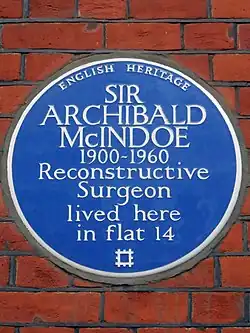 ENGLISH HERITAGE
SIR
ARCHIBALD
McINDOE
1900-1960
Reconstructive
Surgeon
lived here
in flat 14